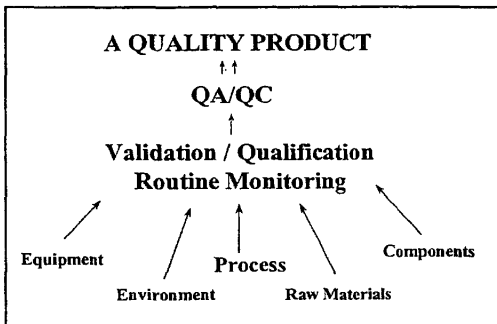 A QUALITY PRODUCT
QA/QC
Validation / Qualification
Routine Monitoring
Equipment
Environment
Process
Raw Materials
Components